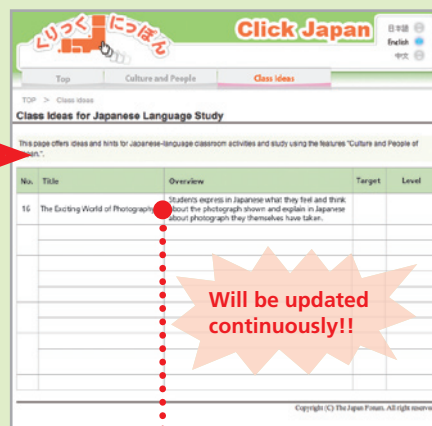 くりっくにっぽん
Click Japan
日本語
English
中文
Top
Culture and People
Class Ideas
TOP > Class ideas
Class Ideas for Japanese Language Study
This page offers ideas and hints for Japanese-language classroom activities and study using the features "Culture and People of
No. Title Overview Target Level
16 The Exciting World of Photography
Students express in Japanese what they feel and think
about the photograph shown and explain in Japanese
about photograph they themselves have taken.
Will be updated
continuously!!
Copyright (C) The Japan Forum. All right